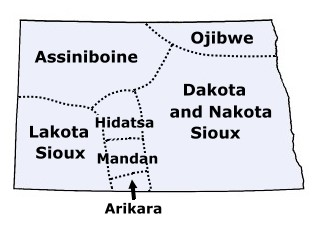 Ojibwe
Assiniboine
Dakota
and Nakota
Sioux
Hidatsa
Lakota
Sioux
Mandan
Arikara